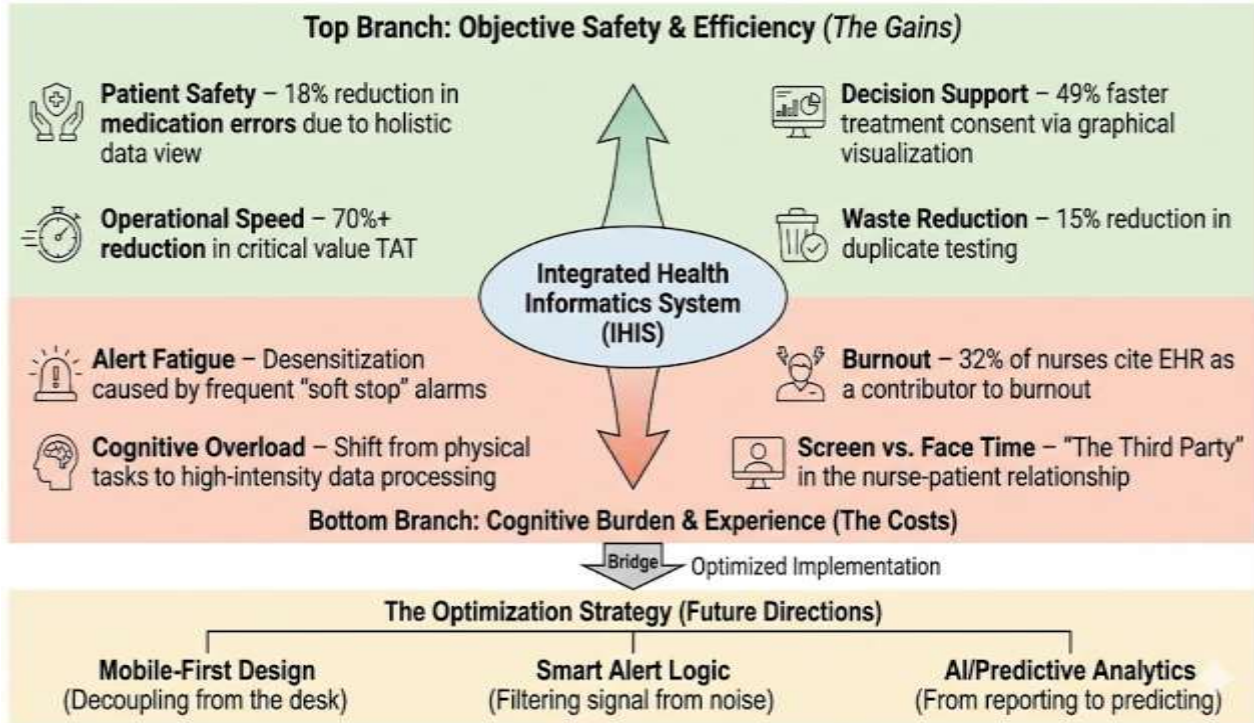 Top Branch: Objective Safety & Efficiency (The Gains)
Patient Safety – 18% reduction in
medication errors due to holistic
data view
Decision Support – 49% faster
treatment consent via graphical
visualization
Operational Speed – 70%+
reduction in critical value TAT
Waste Reduction – 15% reduction in
duplicate testing
Integrated Health
Informatics System
(IHIS)
Alert Fatigue – Desensitization
caused by frequent "soft stop" alarms
Burnout – 32% of nurses cite EHR as
a contributor to burnout
Cognitive Overload – Shift from physical
tasks to high-intensity data processing
Screen vs. Face Time – "The Third Party"
in the nurse-patient relationship
Bottom Branch: Cognitive Burden & Experience (The Costs)
Bridge
Optimized Implementation
The Optimization Strategy (Future Directions)
Mobile-First Design
(Decoupling from the desk)
Smart Alert Logic
(Filtering signal from noise)
AI/Predictive Analytics
(From reporting to predicting)